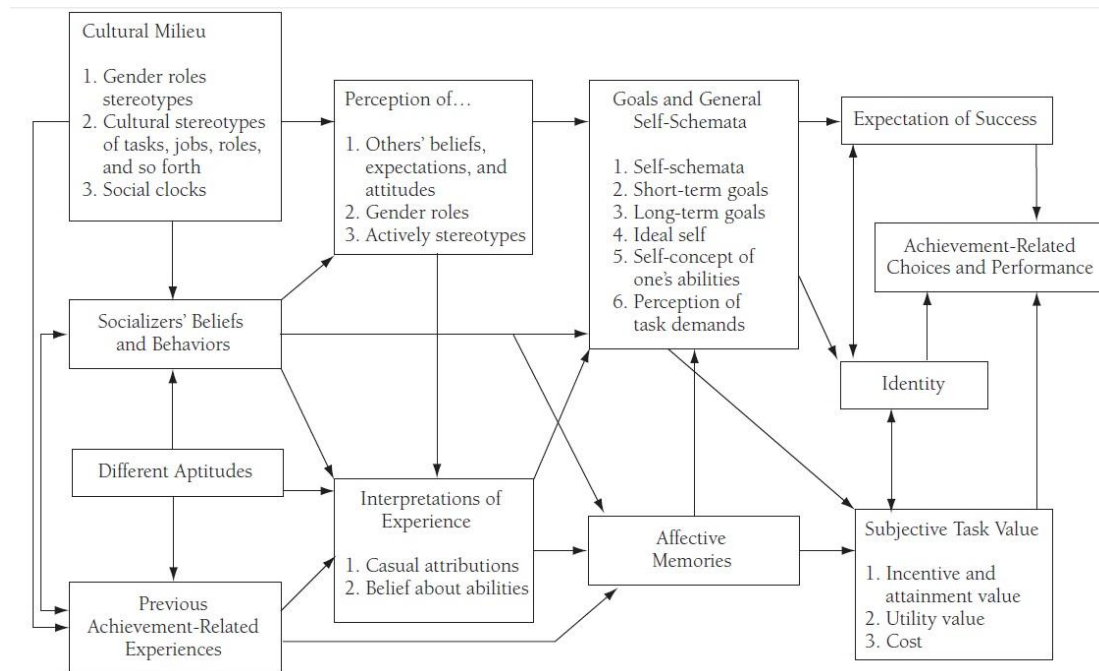 Cultural Milieu
1. Gender roles
stereotypes
2. Cultural stereotypes
of tasks, jobs, roles,
and so forth
3. Social clocks
Perception of…
1. Others' beliefs,
expectations, and
attitudes
2. Gender roles
3. Actively stereotypes
Goals and General
Self-Schemata
1. Self-schemata
2. Short-term goals
3. Long-term goals
4. Ideal self
5. Self-concept of
one's abilities
6. Perception of
task demands
Expectation of Success
Achievement-Related
Choices and Performance
Socializers' Beliefs
and Behaviors
Identity
Different Aptitudes
Interpretations of
Experience
1. Casual attributions
2. Belief about abilities
Affective
Memories
Subjective Task Value
1. Incentive and
attainment value
2. Utility value
3. Cost
Previous
Achievement-Related
Experiences